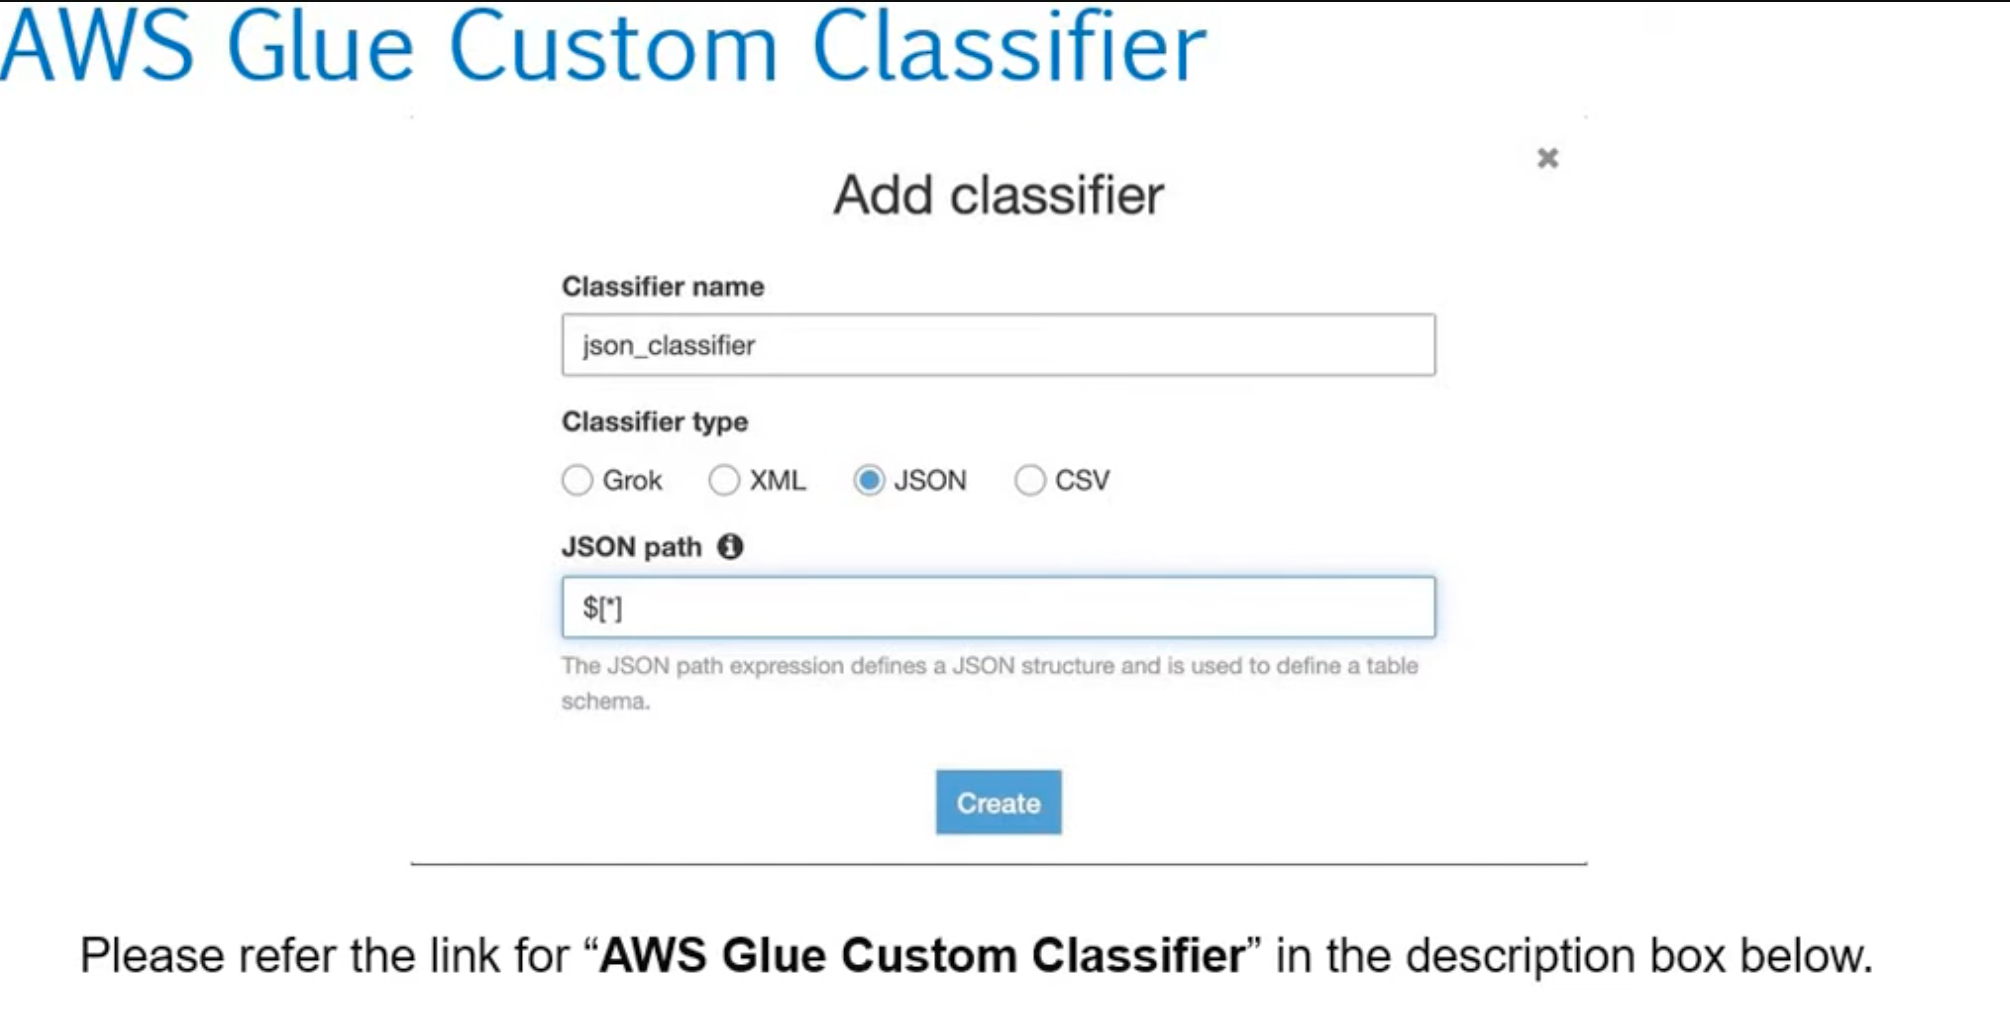 AWS Glue Custom Classifier
Add classifier
Classifier name
json_classifier
Classifier type
Grok XML JSON CSV
JSON path
$[*]
The JSON path expression defines a JSON structure and is used to define a table
schema.
Create
Please refer the link for “AWS Glue Custom Classifier” in the description box below.